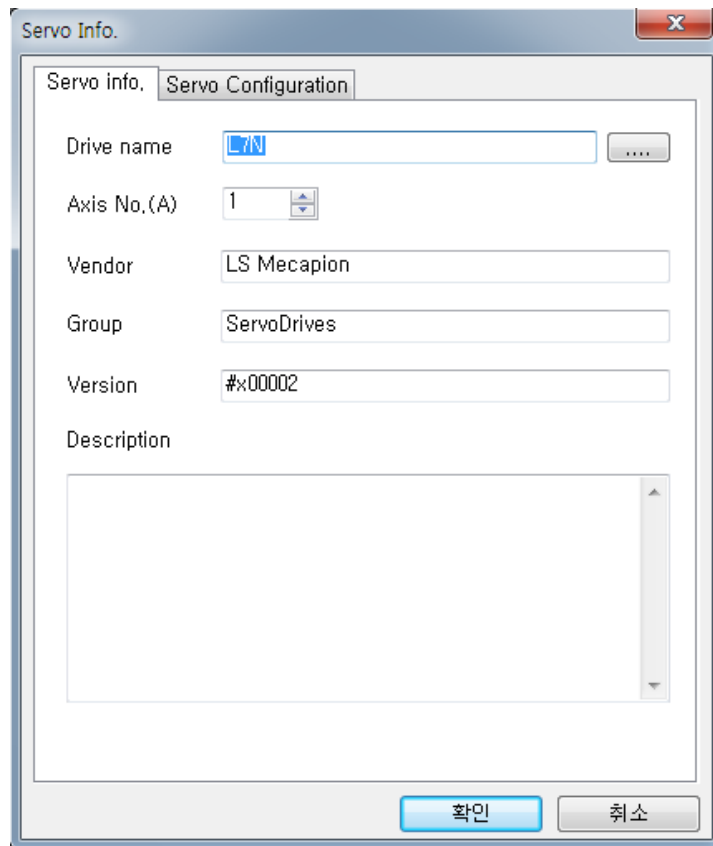 Servo Info.
Servo info. Servo Configuration
Drive name L7N ....
Axis No.(A) 1
Vendor LS Mecapion
Group ServoDrives
Version #x00002
Description
확인 취소